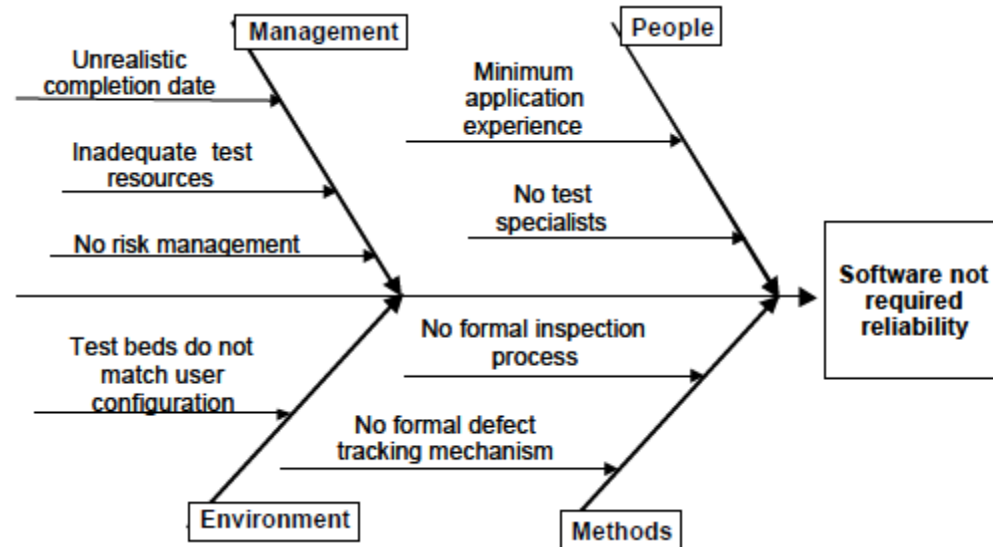 Management
People
Unrealistic
completion date
Minimum
application
experience
Inadequate test
resources
No test
specialists
No risk management
Software not
required
reliability
Test beds do not
match user
configuration
No formal inspection
process
No formal defect
tracking mechanism
Environment
Methods